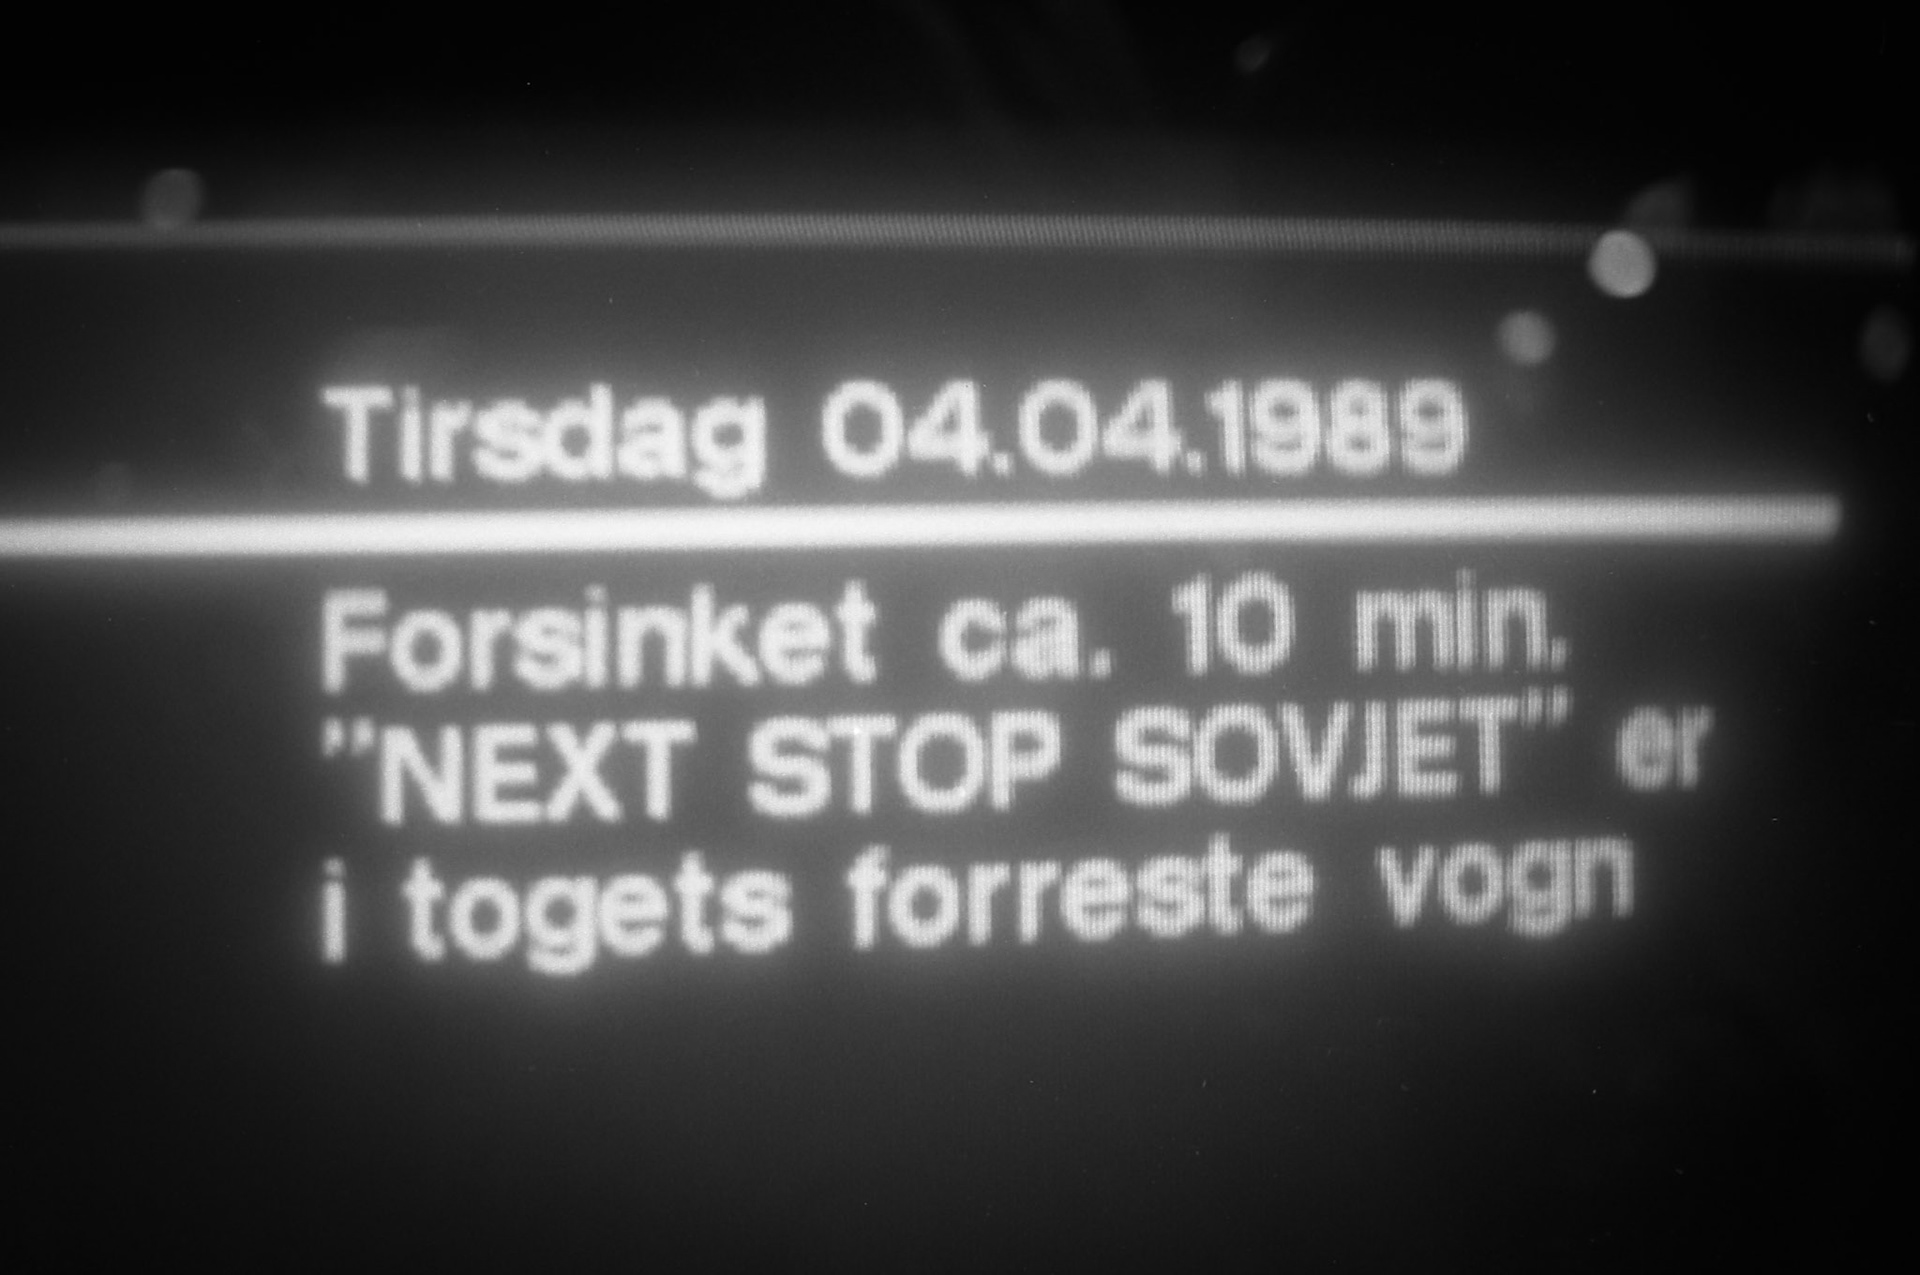 Tirsdag 04.04.1989
Forsinket ca. 10 min.
"NEXT STOP SOVJET" er
i togets forreste vogn